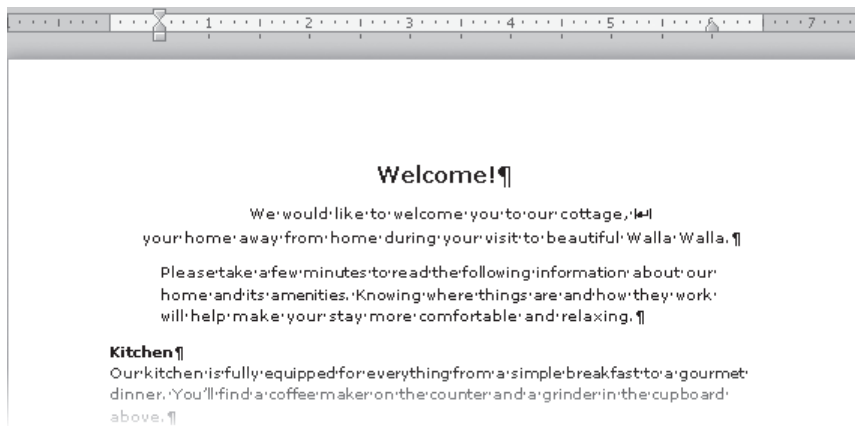 1 2 3 4 5 6 7
Welcome!¶
We·would·like·to·welcome·you·to·our·cottage,·↵
your·home·away·from·home·during·your·visit·to·beautiful·Walla·Walla.¶
Please·take·a·few·minutes·to·read·the·following·information·about·our·
home·and·its·amenities.·Knowing·where·things·are·and·how·they·work·
will·help·make·your·stay·more·comfortable·and·relaxing.¶
Kitchen¶
Our·kitchen·is·fully·equipped·for·everything·from·a·simple·breakfast·to·a·gourmet·
dinner.·You’ll·find·a·coffee·maker·on·the·counter·and·a·grinder·in·the·cupboard·
above.¶